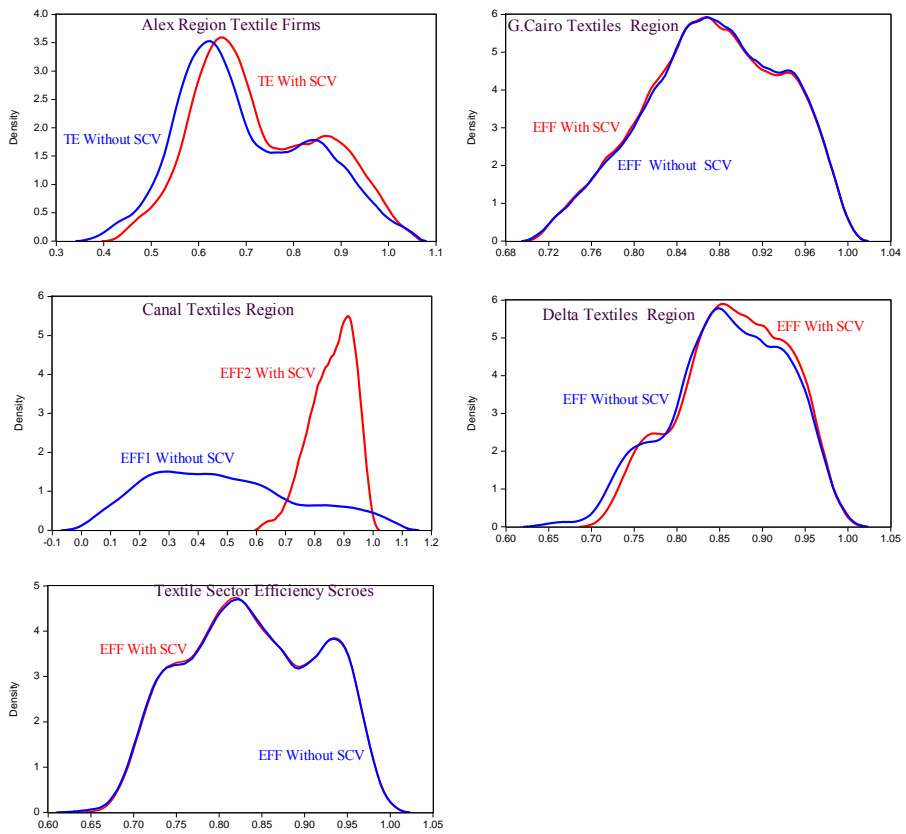 Alex Region Textile Firms
Density
4.0
3.5
3.0
2.5
2.0
1.5
1.0
0.5
0.0
TE With SCV
TE Without SCV
0.3 0.4 0.5 0.6 0.7 0.8 0.9 1.0 1.1
G.Cairo Textiles Region
Density
6
5
4
3
2
1
0
EFF With SCV
EFF Without SCV
0.68 0.72 0.76 0.80 0.84 0.88 0.92 0.96 1.00 1.04
Canal Textiles Region
Density
6
5
4
3
2
1
0
EFF2 With SCV
EFF1 Without SCV
-0.1 0.0 0.1 0.2 0.3 0.4 0.5 0.6 0.7 0.8 0.9 1.0 1.1 1.2
Delta Textiles Region
Density
6
5
4
3
2
1
0
EFF With SCV
EFF Without SCV
0.60 0.65 0.70 0.75 0.80 0.85 0.90 0.95 1.00 1.05
Textile Sector Efficiency Scroes
Density
5
4
3
2
1
0
EFF With SCV
EFF Without SCV
0.60 0.65 0.70 0.75 0.80 0.85 0.90 0.95 1.00 1.05